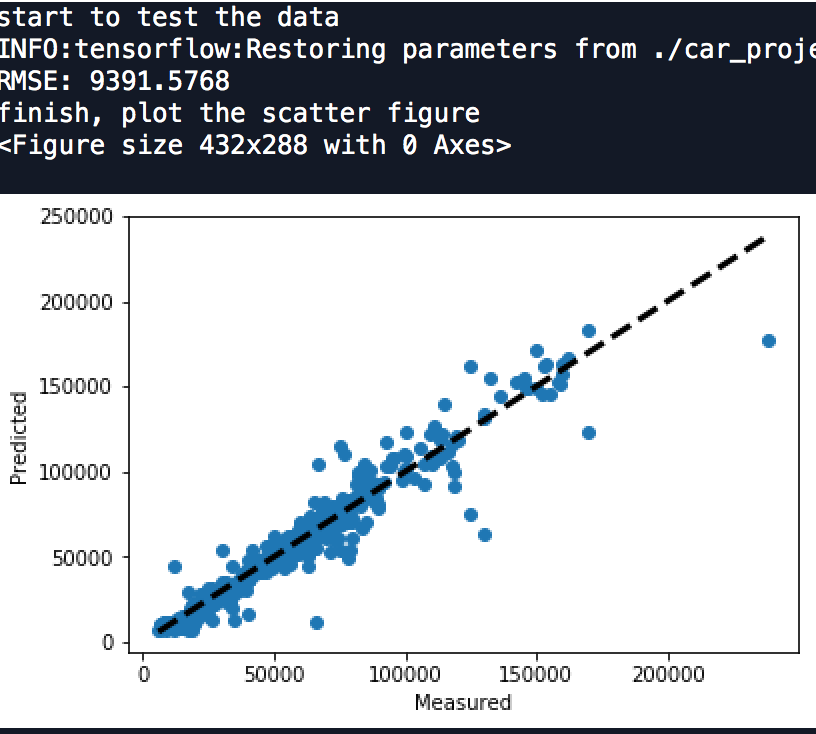 start to test the data
INFO:tensorflow:Restoring parameters from ./car_proje
RMSE: 9391.5768
finish, plot the scatter figure
<Figure size 432x288 with 0 Axes>
250000
200000
150000
100000
50000
0
Predicted
0 50000 100000 150000 200000
Measured